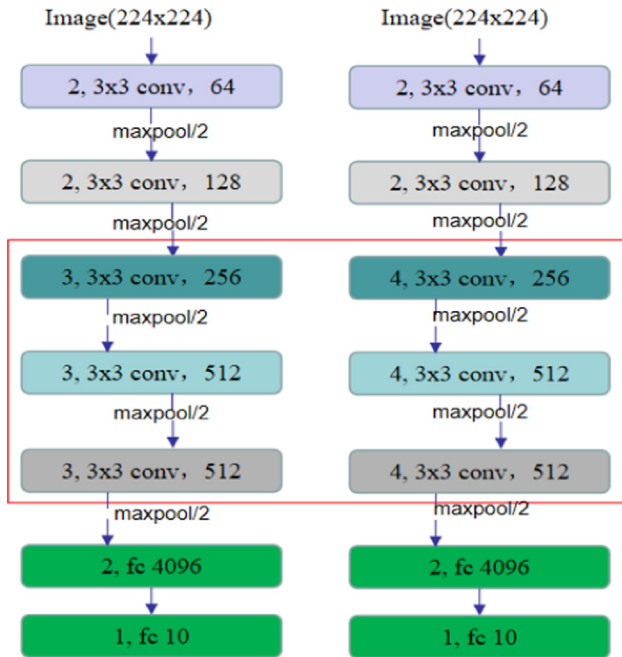 Image(224x224)
2, 3x3 conv， 64
maxpool/2
2, 3x3 conv， 128
maxpool/2
3, 3x3 conv， 256
maxpool/2
3, 3x3 conv， 512
maxpool/2
3, 3x3 conv， 512
maxpool/2
2, fc 4096
1, fc 10
Image(224x224)
2, 3x3 conv， 64
maxpool/2
2, 3x3 conv， 128
maxpool/2
4, 3x3 conv， 256
maxpool/2
4, 3x3 conv， 512
maxpool/2
4, 3x3 conv， 512
maxpool/2
2, fc 4096
1, fc 10